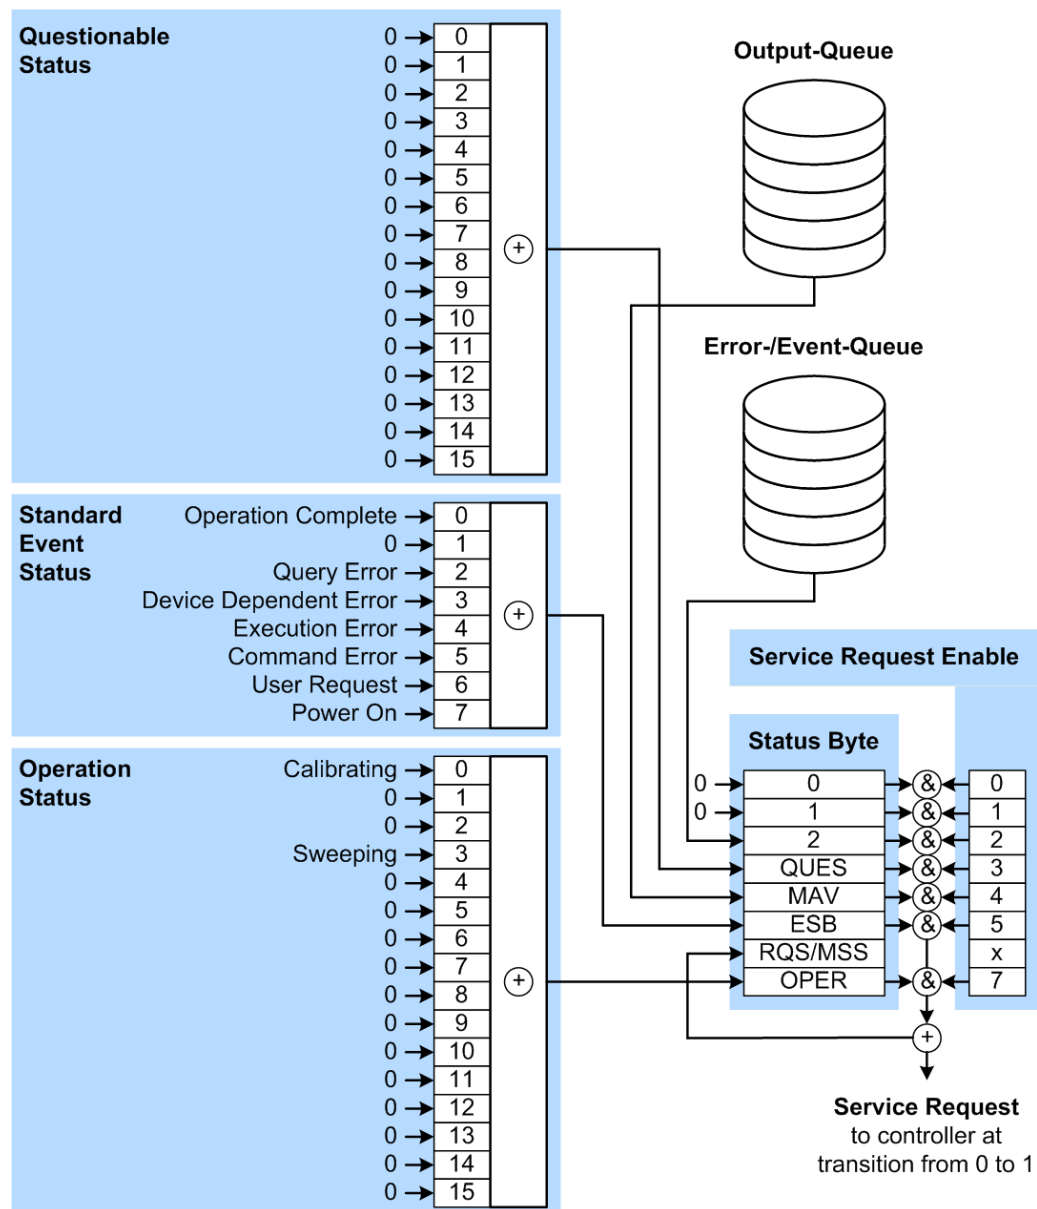 Questionable
Status
0 0
0 1
0 2
0 3
0 4
0 5
0 6
0 7
0 8
0 9
0 10
0 11
0 12
0 13
0 14
0 15
+
Standard
Event
Status
Operation Complete 0
0 1
Query Error 2
Device Dependent Error 3
Execution Error 4
Command Error 5
User Request 6
Power On 7
+
Operation
Status
Calibrating 0
0 1
0 2
Sweeping 3
0 4
0 5
0 6
0 7
0 8
0 9
0 10
0 11
0 12
0 13
0 14
0 15
+
Output-Queue
Error-/Event-Queue
Service Request Enable
Status Byte
0 0 & 0
0 1 & 1
2 & 2
QUES & 3
MAV & 4
ESB & 5
RQS/MSS x
OPER & 7
+
Service Request
to controller at
transition from 0 to 1